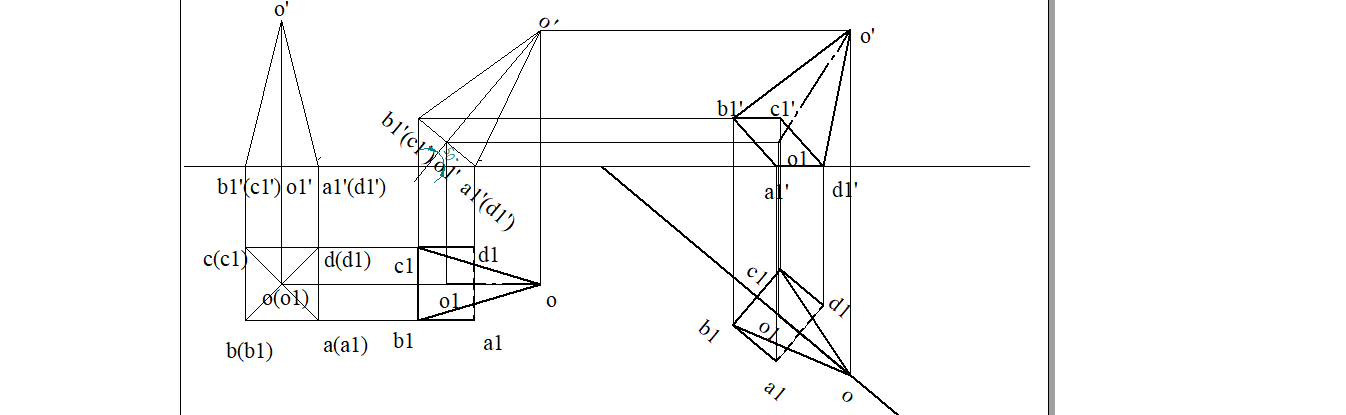 o'
o'
o'
b1'
c1'
b1'(c1')
o1'
a1'(d1')
o1
b1'(c1')
o1'
a1'(d1')
a1'
d1'
c(c1)
d(d1)
c1
d1
o(o1)
o1
o
c1
d1
b1
o1
b(b1)
a(a1)
b1
a1
a1
o